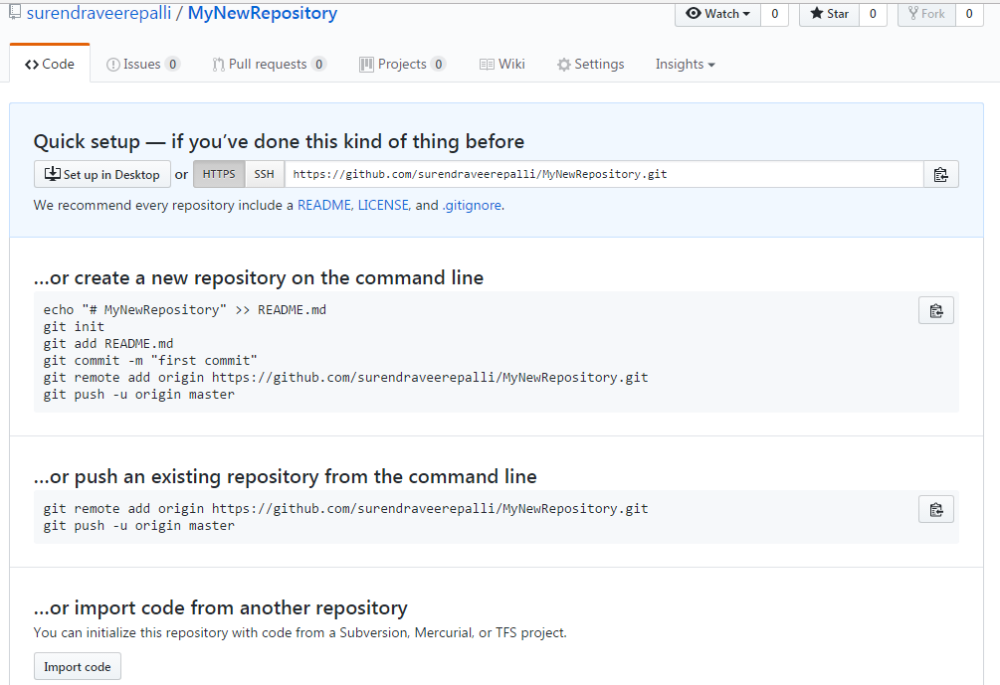 surendraveerepalli / MyNewRepository
Watch 0 Star 0 Fork 0
Code Issues 0 Pull requests 0 Projects 0 Wiki Settings Insights
Quick setup — if you’ve done this kind of thing before
Set up in Desktop or HTTPS SSH https://github.com/surendraveerepalli/MyNewRepository.git
We recommend every repository include a README, LICENSE, and .gitignore.
…or create a new repository on the command line
echo "# MyNewRepository" >> README.md
git init
git add README.md
git commit -m "first commit"
git remote add origin https://github.com/surendraveerepalli/MyNewRepository.git
git push -u origin master
…or push an existing repository from the command line
git remote add origin https://github.com/surendraveerepalli/MyNewRepository.git
git push -u origin master
…or import code from another repository
You can initialize this repository with code from a Subversion, Mercurial, or TFS project.
Import code